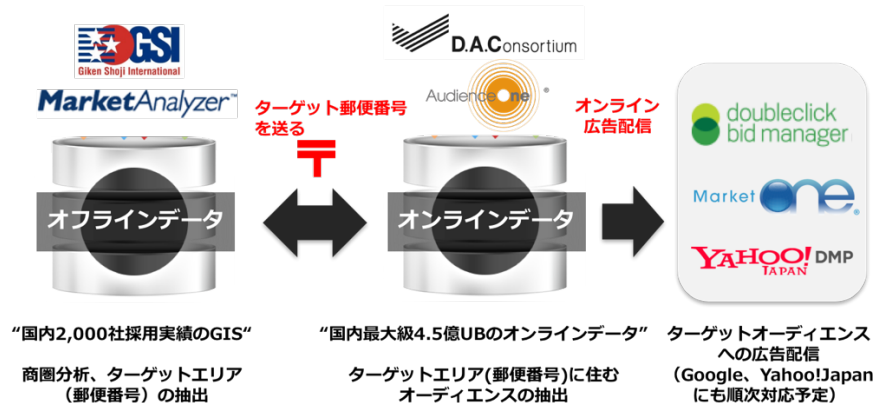 GSI
Giken Shoji International
MarketAnalyzer™
オフラインデータ
“国内2,000社採用実績のGIS“
商圏分析、ターゲットエリア
（郵便番号）の抽出
ターゲット郵便番号
を送る
〒
D.A.Consortium
AudienceOne®
オンラインデータ
“国内最大級4.5億UBのオンラインデータ”
ターゲットエリア(郵便番号)に住む
オーディエンスの抽出
オンライン
広告配信
doubleclick
bid manager
Market One®
YAHOO! DMP
JAPAN
ターゲットオーディエンス
への広告配信
（Google、Yahoo!Japan
にも順次対応予定）